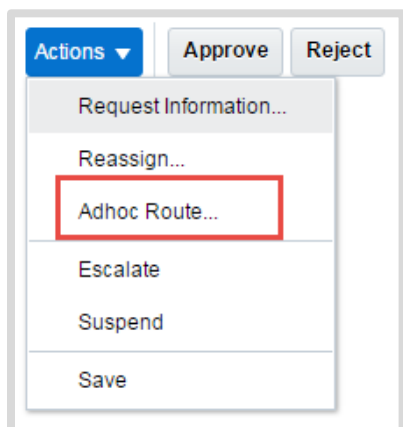 Actions Approve Reject
Request Information...
Reassign...
Adhoc Route...
Escalate
Suspend
Save